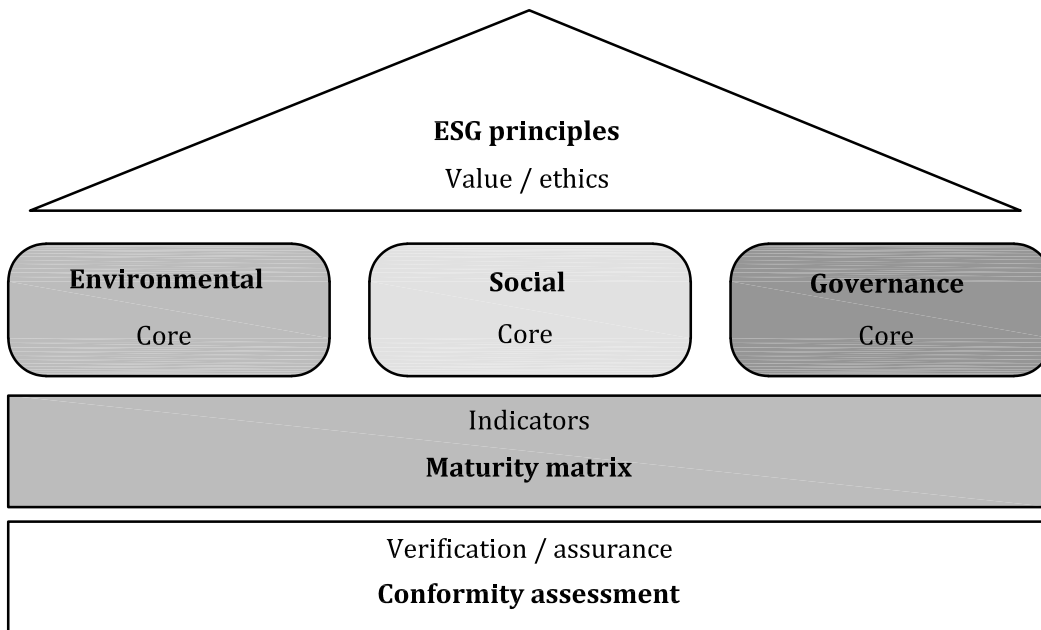 ESG principles
Value / ethics
Environmental
Core
Social
Core
Governance
Core
Indicators
Maturity matrix
Verification / assurance
Conformity assessment